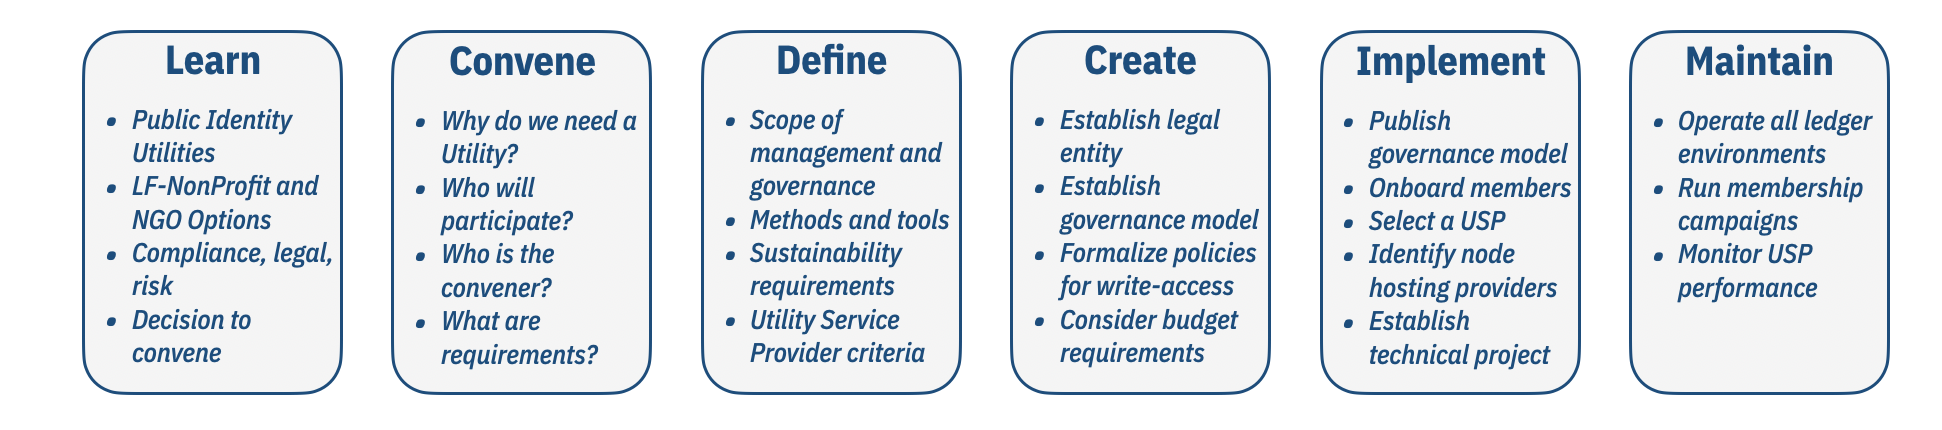 Learn
• Public Identity
Utilities
• LF-NonProfit and
NGO Options
• Compliance, legal,
risk
• Decision to
convene
Convene
• Why do we need a
Utility?
• Who will
participate?
• Who is the
convener?
• What are
requirements?
Define
• Scope of
management and
governance
• Methods and tools
• Sustainability
requirements
• Utility Service
Provider criteria
Create
• Establish legal
entity
• Establish
governance model
• Formalize policies
for write-access
• Consider budget
requirements
Implement
• Publish
governance model
• Onboard members
• Select a USP
• Identify node
hosting providers
• Establish
technical project
Maintain
• Operate all ledger
environments
• Run membership
campaigns
• Monitor USP
performance